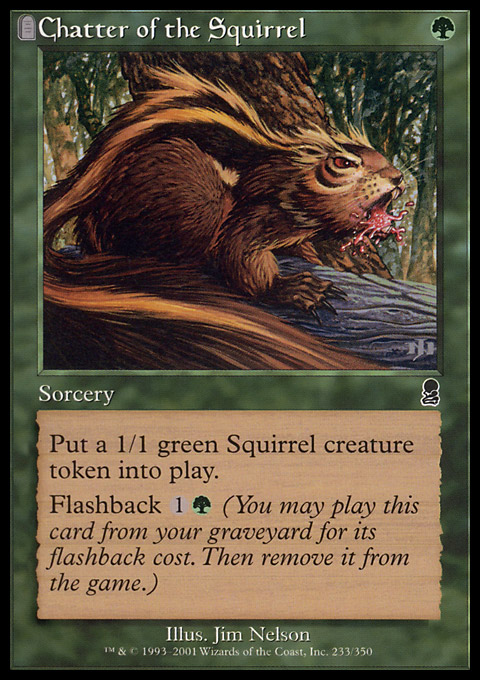 Chatter of the Squirrel
Sorcery
Put a 1/1 green Squirrel creature
token into play.
Flashback 1 (You may play this
card from your graveyard for its
flashback cost. Then remove it from
the game.)
Illus. Jim Nelson
™ & © 1993–2001 Wizards of the Coast, Inc. 233/350